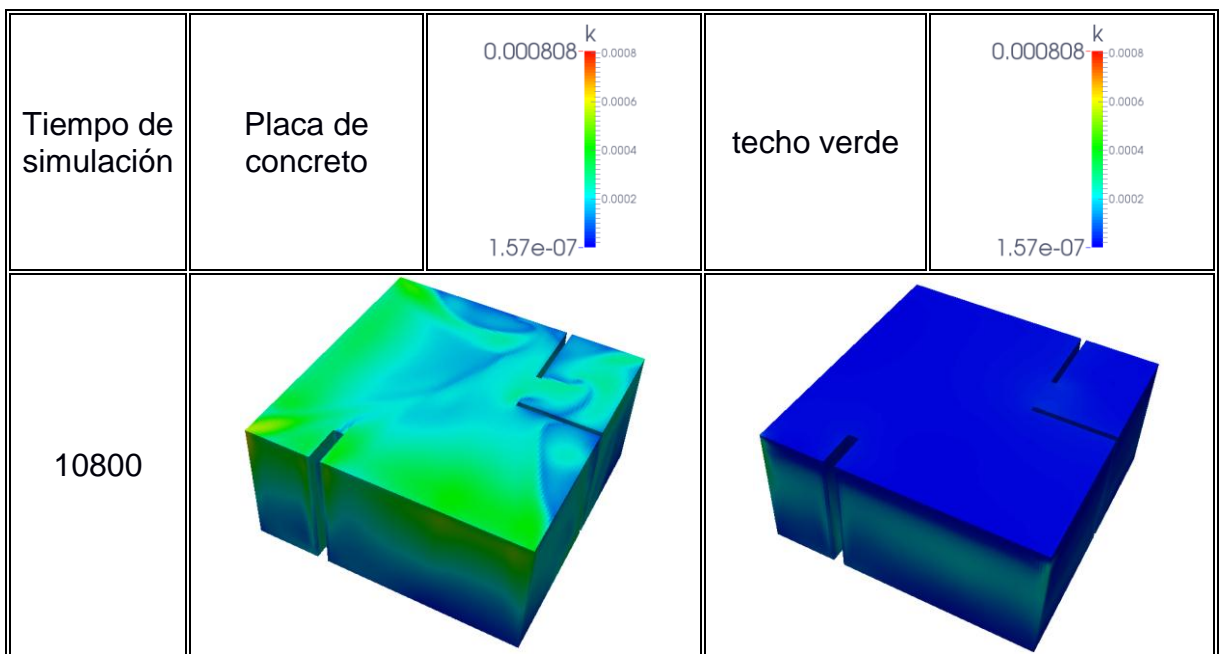 Tiempo de
simulación
Placa de
concreto
k
0.000808
0.0008
0.0006
0.0004
0.0002
1.57e-07
techo verde
k
0.000808
0.0008
0.0006
0.0004
0.0002
1.57e-07
10800